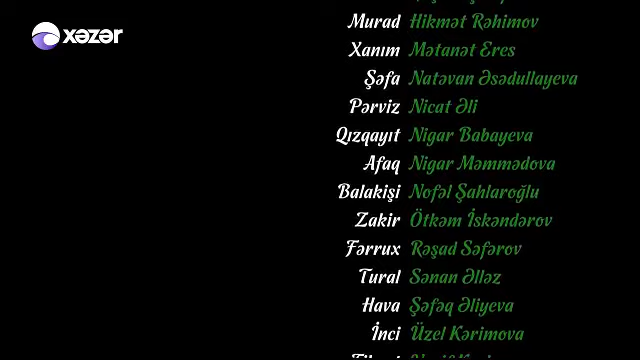 xəzər
Murad Hikmət Rəhimov
Xanım Mətanət Eres
Şəfa Natəvan Əsədullayeva
Pərviz Nicat Əli
Qızqayıt Nigar Babayeva
Afaq Nigar Məmmədova
Balakişi Nofəl Şahlaroğlu
Zakir Ötkəm İskəndərov
Fərrux Rəşad Səfərov
Tural Sənan Əlləz
Hava Şəfəq Əliyeva
İnci Üzel Kərimova